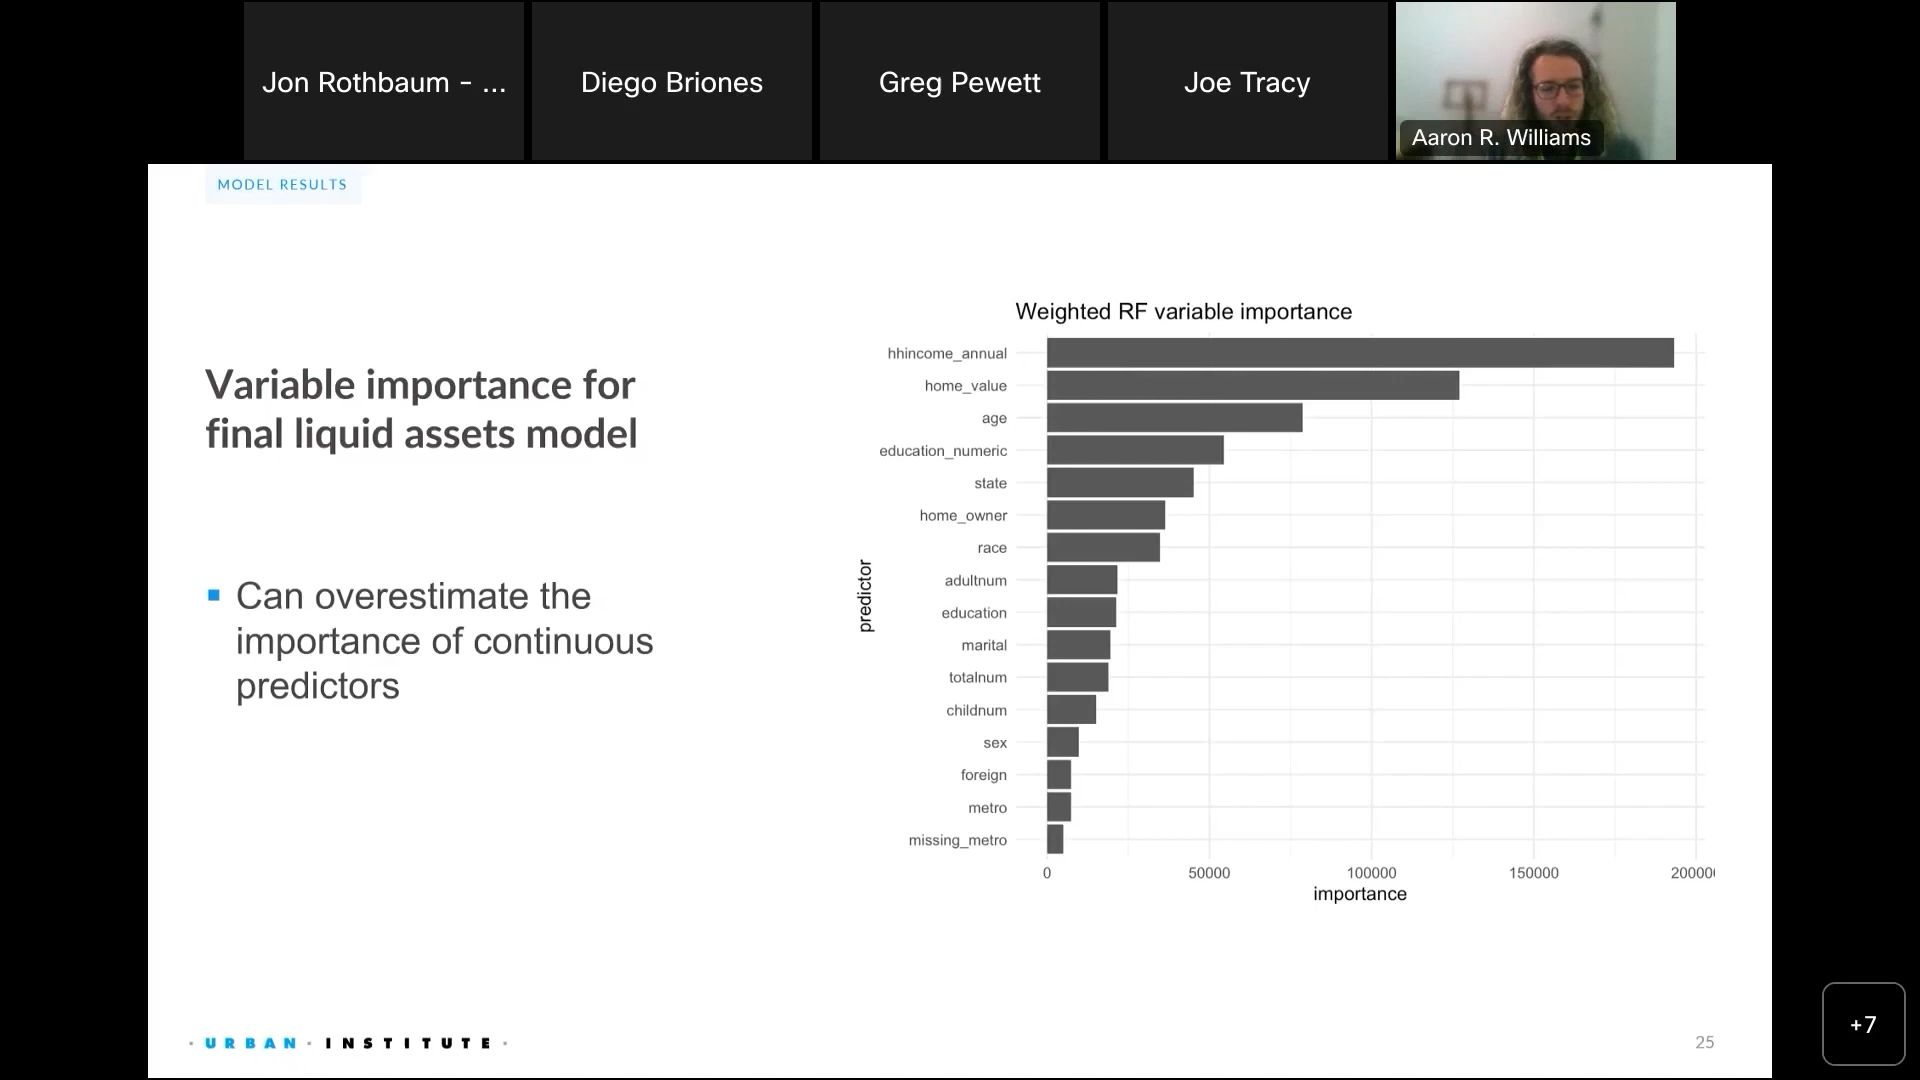 Jon Rothbaum - ...
Diego Briones
Greg Pewett
Joe Tracy
Aaron R. Williams
MODEL RESULTS
Variable importance for
final liquid assets model
Can overestimate the
importance of continuous
predictors
Weighted RF variable importance
predictor
hhincome_annual
home_value
age
education_numeric
state
home_owner
race
adultnum
education
marital
totalnum
childnum
sex
foreign
metro
missing_metro
0 50000 100000 150000 20000
importance
URBAN · INSTITUTE
25
+7